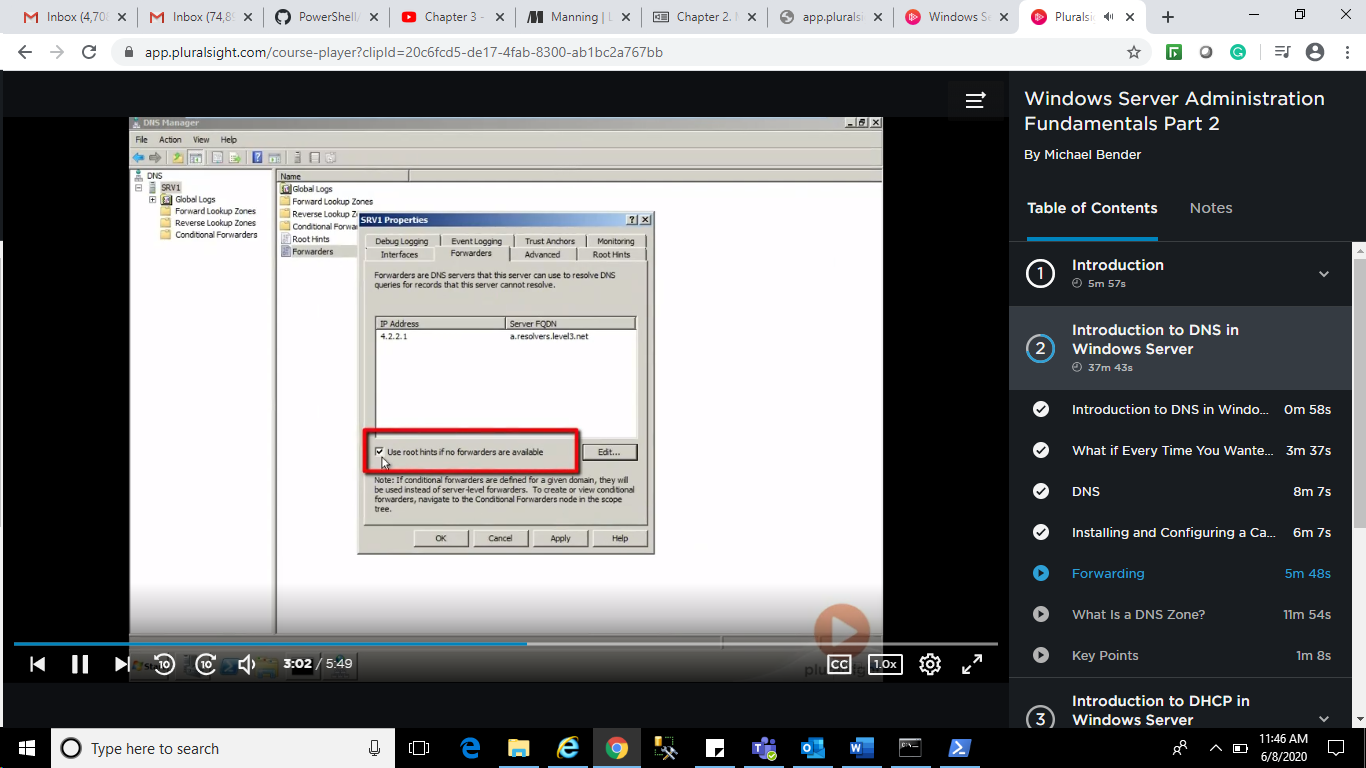 Inbox (4,708
Inbox (74,89
PowerShell/
Chapter 3 -
Manning | L
Chapter 2.
app.plurals
Windows Se
Pluralsi
app.pluralsight.com/course-player?clipId=20c6fcd5-de17-4fab-8300-ab1bc2a767bb
DNS Manager
File Action View Help
DNS
SRV1
Global Logs
Forward Lookup Zones
Reverse Lookup Zones
Conditional Forwarders
Name
Global Logs
Forward Lookup Zones
Reverse Lookup Z
Conditional Forwa
Root Hints
Forwarders
SRV1 Properties
Debug Logging Event Logging Trust Anchors Monitoring
Interfaces Forwarders Advanced Root Hints
Forwarders are DNS servers that this server can use to resolve DNS
queries for records that this server cannot resolve.
IP Address Server FQDN
4.2.2.1 a.resolvers.level3.net
Use root hints if no forwarders are available
Edit...
Note: If conditional forwarders are defined for a given domain, they will
be used instead of server-level forwarders. To create or view conditional
forwarders, navigate to the Conditional Forwarders node in the scope
tree.
OK Cancel Apply Help
10
10
3:02 / 5:49
CC
1.0x
Windows Server Administration
Fundamentals Part 2
By Michael Bender
Table of Contents
Notes
1
Introduction
5m 57s
2
Introduction to DNS in
Windows Server
37m 43s
Introduction to DNS in Windo... 0m 58s
What if Every Time You Wante... 3m 37s
DNS 8m 7s
Installing and Configuring a Ca... 6m 7s
Forwarding 5m 48s
What Is a DNS Zone? 11m 54s
Key Points 1m 8s
3
Introduction to DHCP in
Windows Server
Type here to search
11:46 AM
6/8/2020